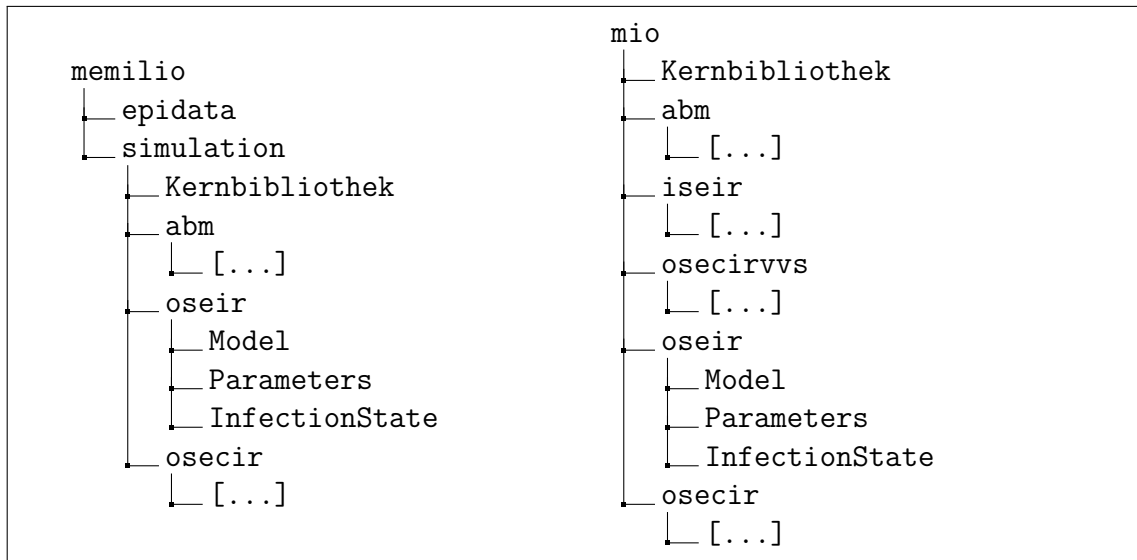 memilio
epidata
simulation
Kernbibliothek
abm
[...]
oseir
Model
Parameters
InfectionState
osecir
[...]
mio
Kernbibliothek
abm
[...]
iseir
[...]
osecirvvs
[...]
oseir
Model
Parameters
InfectionState
osecir
[...]